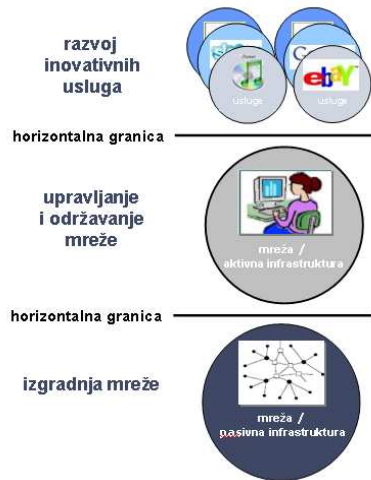 razvoj
inovativnih
usluga
usluge
ebay
usluge
horizontalna granica
upravljanje
i održavanje
mreže
mreža /
aktivna infrastruktura
horizontalna granica
izgradnja mreže
mreža /
pasivna infrastruktura